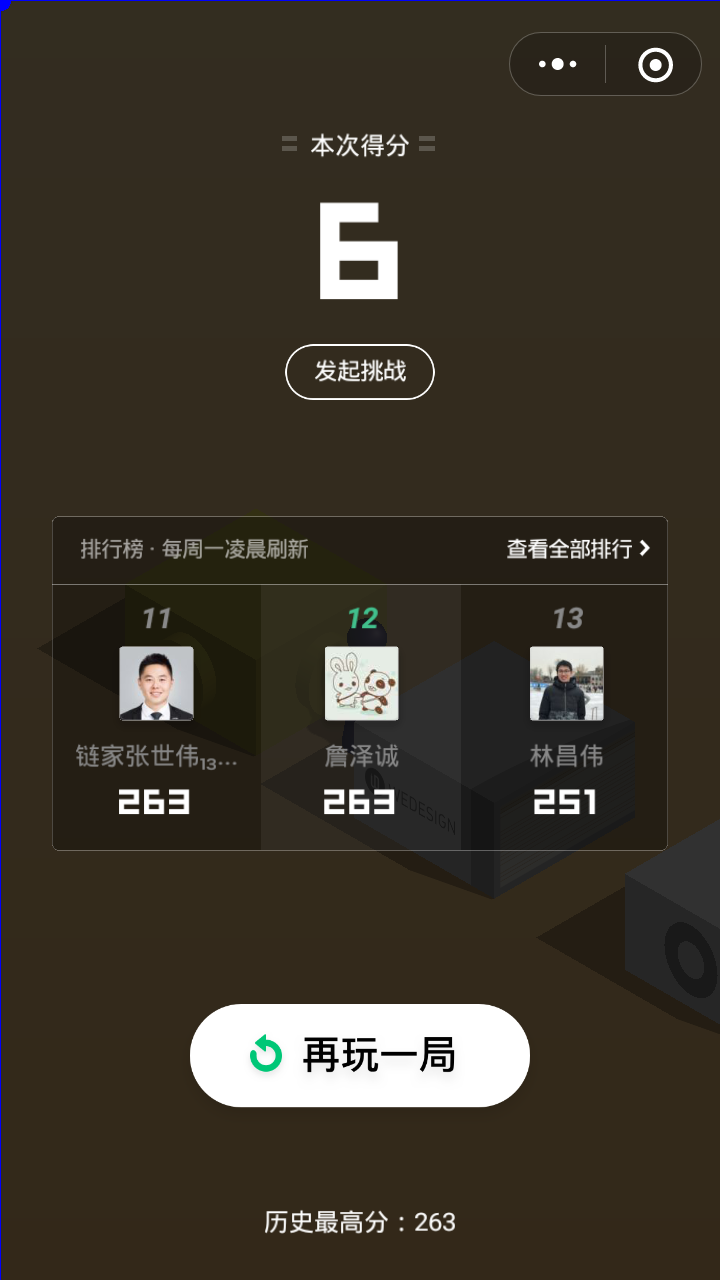 本次得分
6
发起挑战
排行榜 · 每周一凌晨刷新 查看全部排行
11 12 13
链家张世伟13... 詹泽诚 林昌伟
263 263 251
WEDESIGN
再玩一局
历史最高分：263